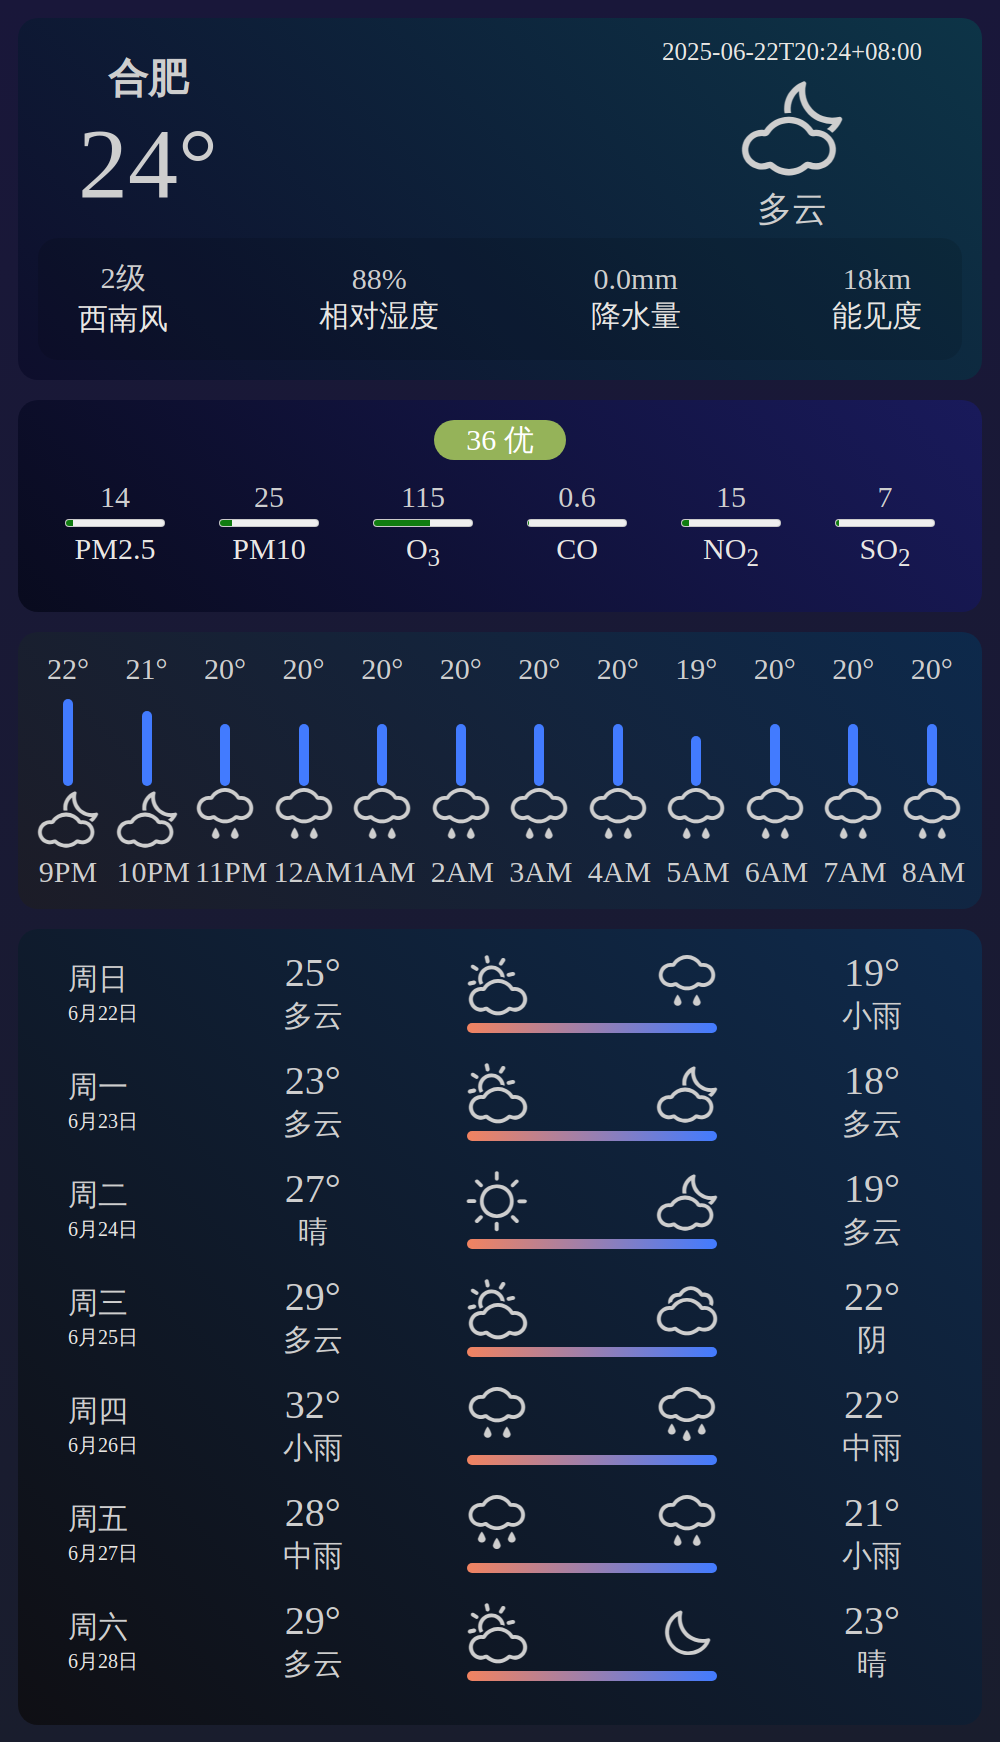 合肥
24°
2025-06-22T20:24+08:00
多云
2级 88% 0.0mm 18km
西南风 相对湿度 降水量 能见度
36 优
14 25 115 0.6 15 7
PM2.5 PM10 O3 CO NO2 SO2
22° 21° 20° 20° 20° 20° 20° 20° 19° 20° 20° 20°
9PM 10PM 11PM 12AM 1AM 2AM 3AM 4AM 5AM 6AM 7AM 8AM
周日 25° 19°
6月22日 多云 小雨
周一 23° 18°
6月23日 多云 多云
周二 27° 19°
6月24日 晴 多云
周三 29° 22°
6月25日 多云 阴
周四 32° 22°
6月26日 小雨 中雨
周五 28° 21°
6月27日 中雨 小雨
周六 29° 23°
6月28日 多云 晴